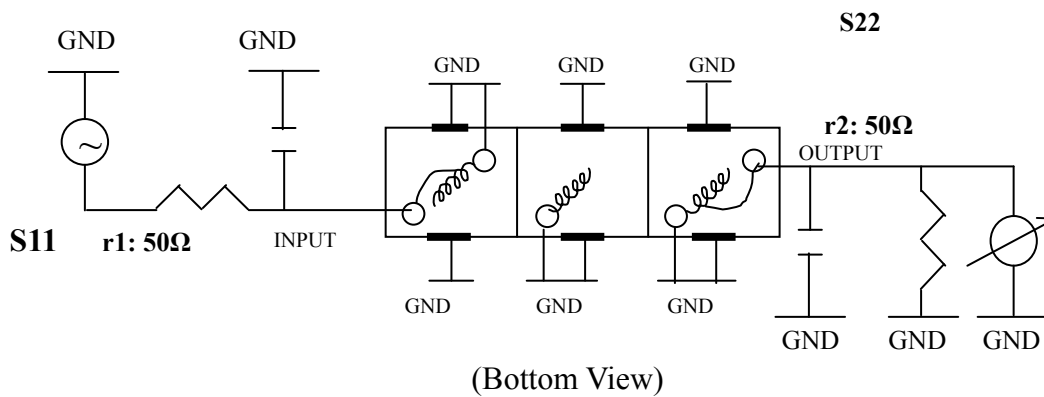 S22
GND
GND
GND
GND
GND
r2: 50Ω
OUTPUT
S11
r1: 50Ω
INPUT
GND
GND
GND
GND
GND
GND
(Bottom View)